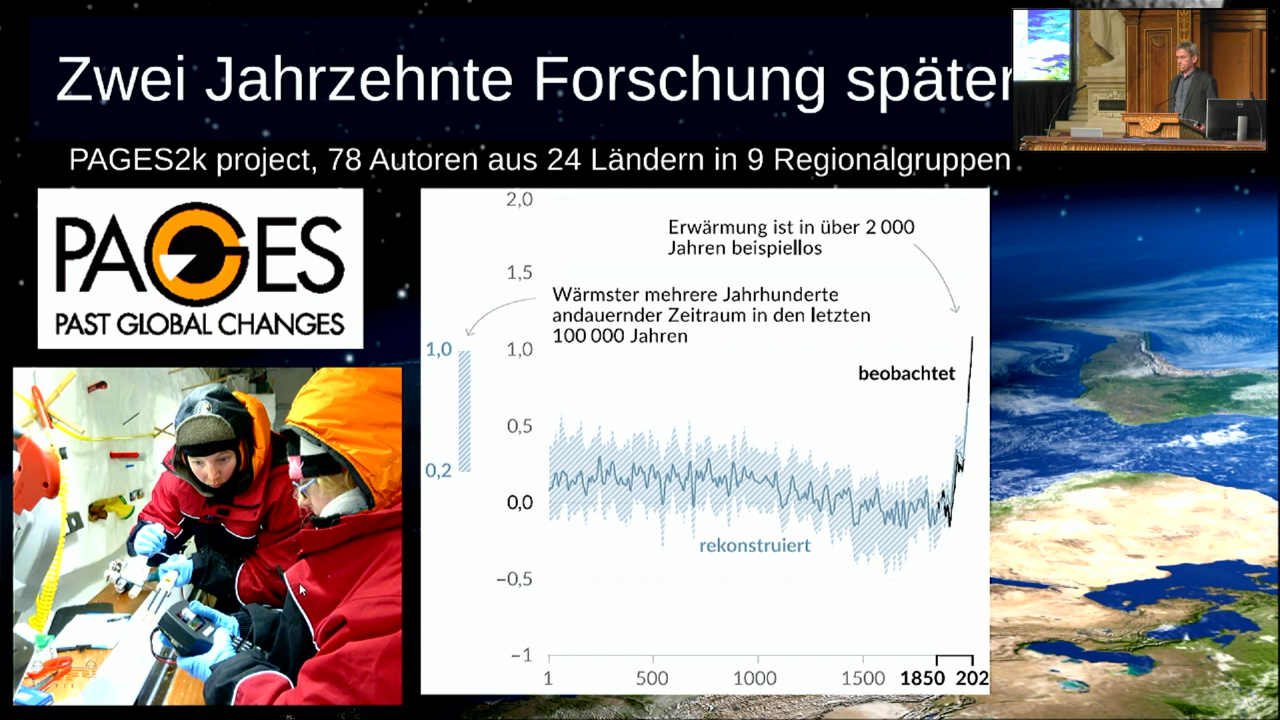 Zwei Jahrzehnte Forschung später
PAGES2k project, 78 Autoren aus 24 Ländern in 9 Regionalgruppen
PAGES
PAST GLOBAL CHANGES
2,0
Erwärmung ist in über 2 000
Jahren beispiellos
1,5
Wärmster mehrere Jahrhunderte
andauernder Zeitraum in den letzten
100 000 Jahren
1,0
1,0
beobachtet
0,5
0,2
0,0
rekonstruiert
−0,5
−1
1 500 1000 1500 1850 202